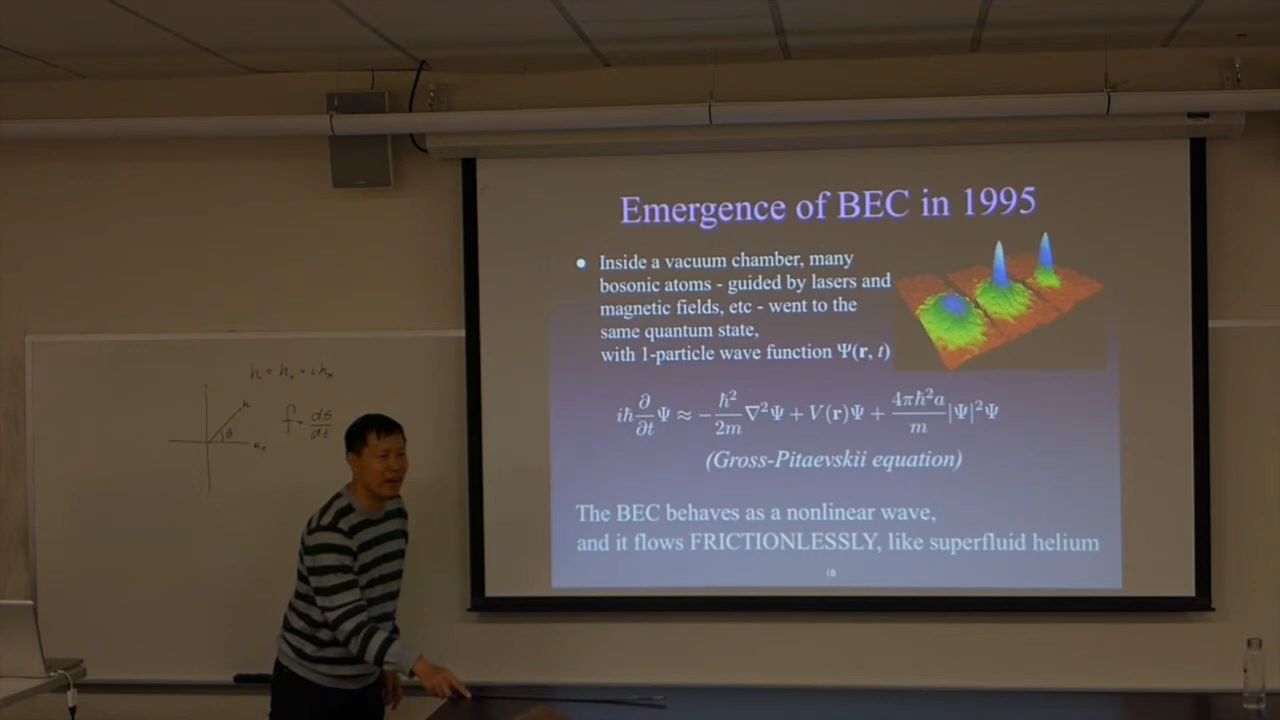 Emergence of BEC in 1995
• Inside a vacuum chamber, many
bosonic atoms - guided by lasers and
magnetic fields, etc - went to the
same quantum state,
with 1-particle wave function Ψ(r, t)
iℏ ∂/∂t Ψ ≈ −ℏ²/2m ∇²Ψ + V(r)Ψ + 4πℏ²a/m |Ψ|²Ψ
(Gross-Pitaevskii equation)
The BEC behaves as a nonlinear wave,
and it flows FRICTIONLESSLY, like superfluid helium
18
f = dθ/dt
θ